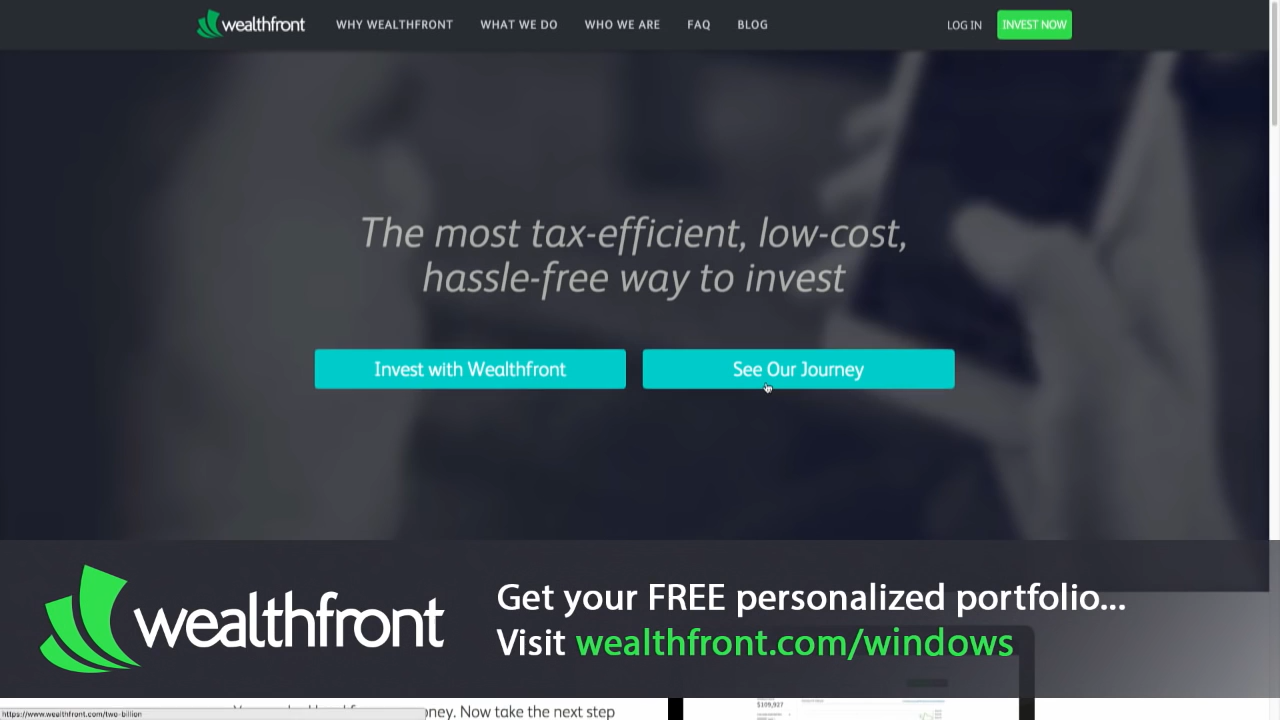 wealthfront WHY WEALTHFRONT WHAT WE DO WHO WE ARE FAQ BLOG LOG IN INVEST NOW
The most tax-efficient, low-cost,
hassle-free way to invest
Invest with Wealthfront See Our Journey
wealthfront
Get your FREE personalized portfolio...
Visit wealthfront.com/windows
$109,927
https://www.wealthfront.com/two-billion
Now take the next step